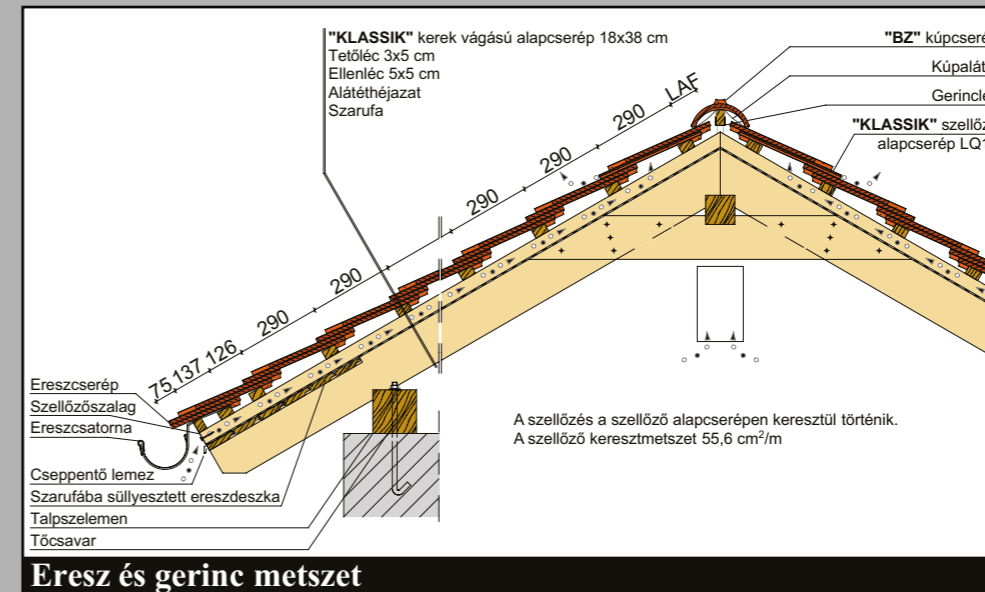 "KLASSIK" kerek vágású alapcserép 18x38 cm
Tetőléc 3x5 cm
Ellenléc 5x5 cm
Alátéthéjazat
Szarufa
"BZ" kúpcseré
Kúpalát
Gerincle
"KLASSIK" szellőz
alapcserép LQ1
LAF
290
290
290
290
290
126
137
75
Ereszcserép
Szellőzőszalag
Ereszcsatorna
Cseppentő lemez
Szarufába süllyesztett ereszdeszka
Talpszelemen
Tőcsavar
A szellőzés a szellőző alapcserépen keresztül történik.
A szellőző keresztmetszet 55,6 cm²/m
Eresz és gerinc metszet